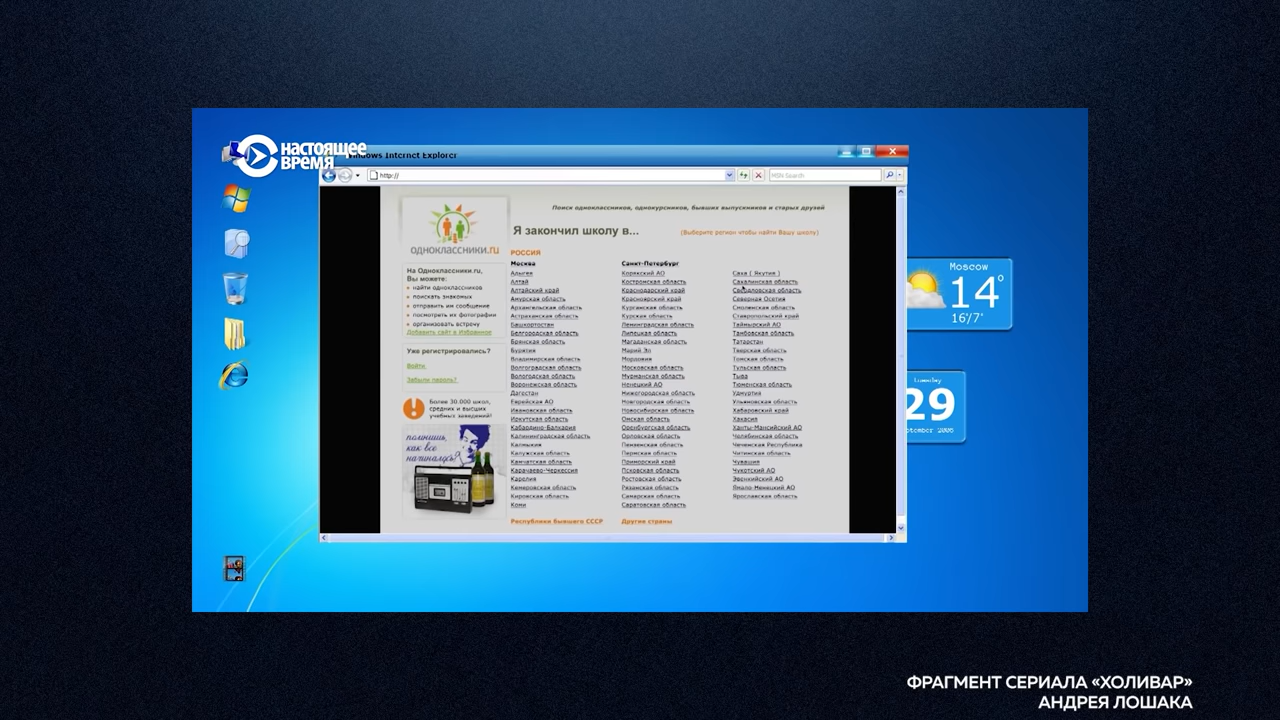 НАСТОЯЩЕЕ
ВРЕМЯ
Windows Internet Explorer
http://
MSN Search
Поиск одноклассников, однокурсников, бывших выпускников и старых друзей
Я закончил школу в...
(Выберите регион чтобы найти Вашу школу)
одноклассники.ru
На Одноклассники.ru,
Вы можете:
найти одноклассников
поискать знакомых
отправить им сообщение
посмотреть их фотографии
организовать встречу
Добавить сайт в Избранное
Уже регистрировались?
Войти
Забыли пароль?
Более 30.000 школ,
средних и высших
учебных заведений!
помнишь,
как все
начиналось?
РОССИЯ
Москва
Адыгея
Алтай
Алтайский край
Амурская область
Архангельская область
Астраханская область
Башкортостан
Белгородская область
Брянская область
Бурятия
Владимирская область
Волгоградская область
Вологодская область
Воронежская область
Дагестан
Еврейская АО
Ивановская область
Иркутская область
Кабардино-Балкария
Калининградская область
Калмыкия
Калужская область
Камчатская область
Карачаево-Черкессия
Карелия
Кемеровская область
Кировская область
Коми
Санкт-Петербург
Корякский АО
Костромская область
Краснодарский край
Красноярский край
Курганская область
Курская область
Ленинградская область
Липецкая область
Магаданская область
Марий Эл
Мордовия
Московская область
Мурманская область
Ненецкий АО
Нижегородская область
Новгородская область
Новосибирская область
Омская область
Оренбургская область
Орловская область
Пензенская область
Пермская область
Приморский край
Псковская область
Ростовская область
Рязанская область
Самарская область
Саратовская область
Саха ( Якутия )
Сахалинская область
Свердловская область
Северная Осетия
Смоленская область
Ставропольский край
Таймырский АО
Тамбовская область
Татарстан
Тверская область
Томская область
Тульская область
Тыва
Тюменская область
Удмуртия
Ульяновская область
Хабаровский край
Хакасия
Ханты-Мансийский АО
Челябинская область
Чеченская Республика
Читинская область
Чувашия
Чукотский АО
Эвенкийский АО
Ямало-Ненецкий АО
Ярославская область
Республики бывшего СССР
Другие страны
Moscow
14°
16°/7°
29
ФРАГМЕНТ СЕРИАЛА «ХОЛИВАР»
АНДРЕЯ ЛОШАКА